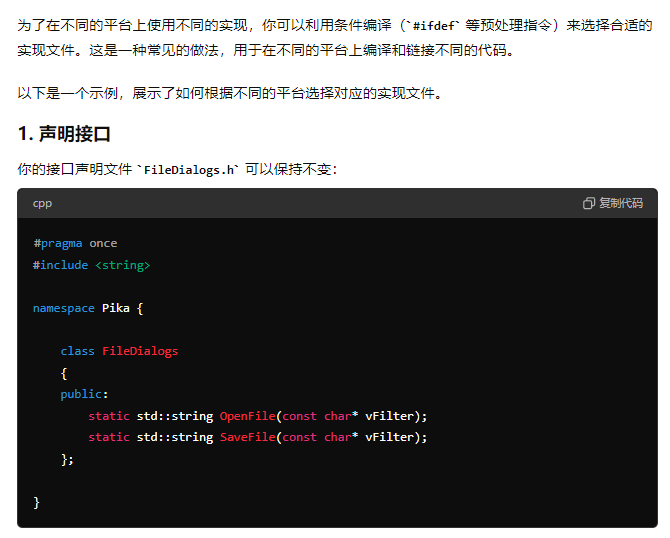 为了在不同的平台上使用不同的实现，你可以利用条件编译（`#ifdef` 等预处理指令）来选择合适的
实现文件。这是一种常见的做法，用于在不同的平台上编译和链接不同的代码。
以下是一个示例，展示了如何根据不同的平台选择对应的实现文件。
1. 声明接口
你的接口声明文件 `FileDialogs.h` 可以保持不变：
cpp 复制代码
#pragma once
#include <string>
namespace Pika {
    class FileDialogs
    {
    public:
        static std::string OpenFile(const char* vFilter);
        static std::string SaveFile(const char* vFilter);
    };
}